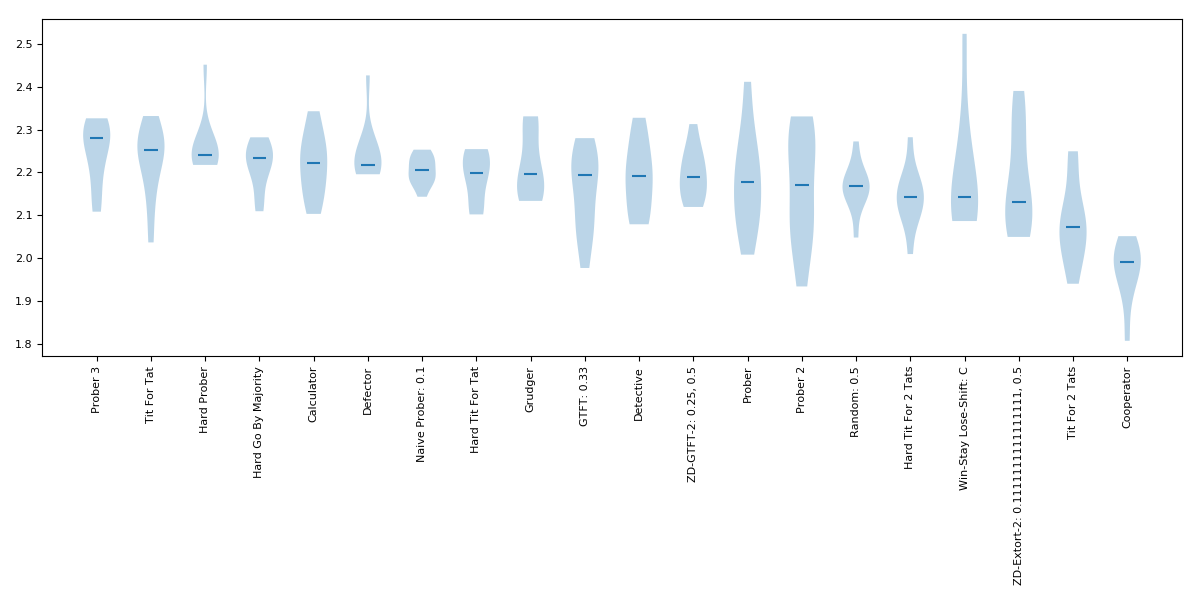 2.5
2.4
2.3
2.2
2.1
2.0
1.9
1.8
Prober 3
Tit For Tat
Hard Prober
Hard Go By Majority
Calculator
Defector
Naive Prober: 0.1
Hard Tit For Tat
Grudger
GTFT: 0.33
Detective
ZD-GTFT-2: 0.25, 0.5
Prober
Prober 2
Random: 0.5
Hard Tit For 2 Tats
Win-Stay Lose-Shift: C
ZD-Extort-2: 0.1111111111111111, 0.5
Tit For 2 Tats
Cooperator